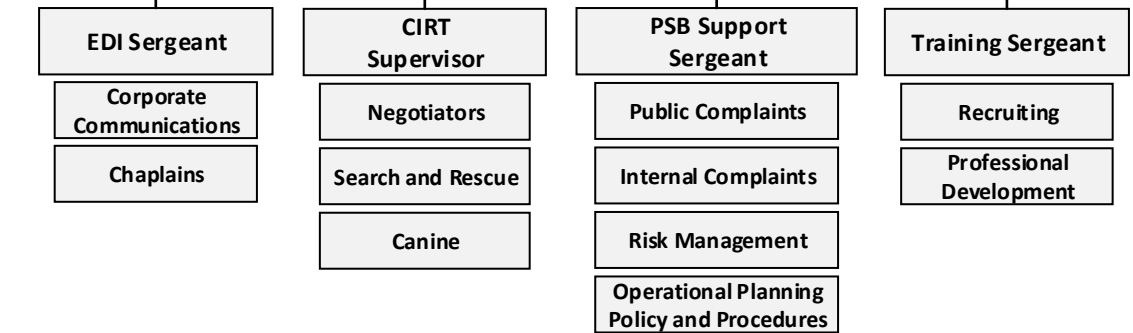 EDI Sergeant
Corporate
Communications
Chaplains
CIRT
Supervisor
Negotiators
Search and Rescue
Canine
PSB Support
Sergeant
Public Complaints
Internal Complaints
Risk Management
Operational Planning
Policy and Procedures
Training Sergeant
Recruiting
Professional
Development